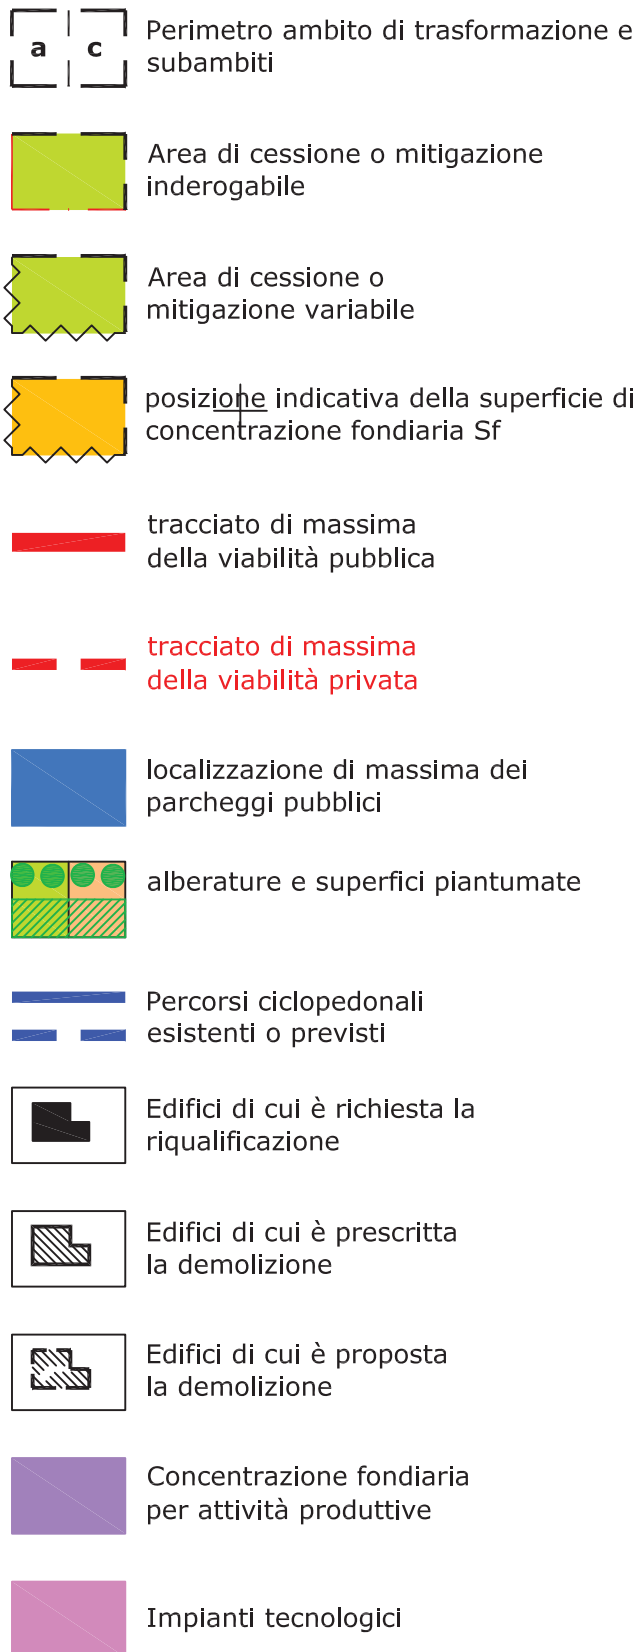 a c
Perimetro ambito di trasformazione e
subambiti
Area di cessione o mitigazione
inderogabile
Area di cessione o
mitigazione variabile
posizione indicativa della superficie di
concentrazione fondiaria Sf
tracciato di massima
della viabilità pubblica
tracciato di massima
della viabilità privata
localizzazione di massima dei
parcheggi pubblici
alberature e superfici piantumate
Percorsi ciclopedonali
esistenti o previsti
Edifici di cui è richiesta la
riqualificazione
Edifici di cui è prescritta
la demolizione
Edifici di cui è proposta
la demolizione
Concentrazione fondiaria
per attività produttive
Impianti tecnologici